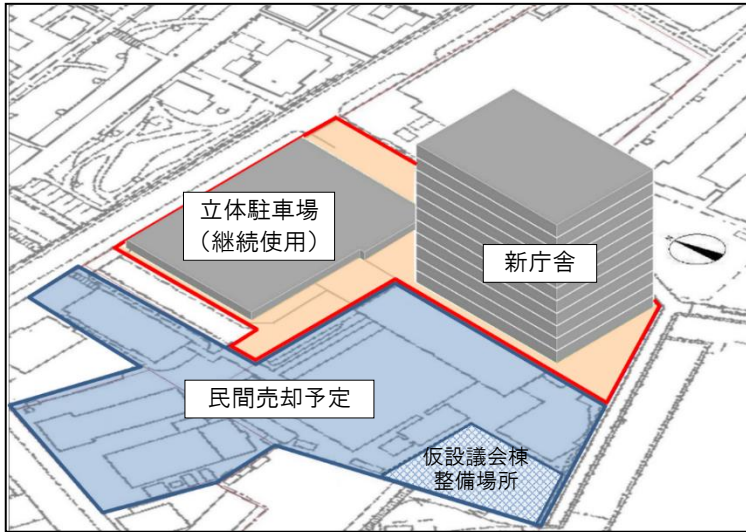 立体駐車場
（継続使用）
新庁舎
民間売却予定
仮設議会棟
整備場所